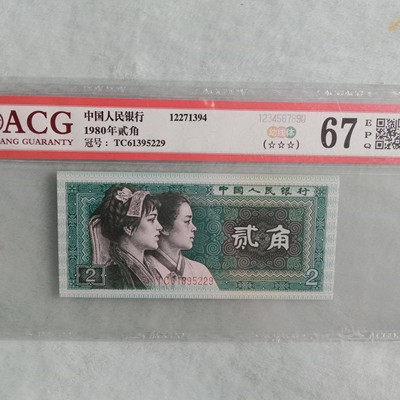 ACG
ANG GUARANTY
中国人民银行 12271394
1980年贰角
冠号： TC61395229
1234567890
(☆☆☆)
67 EPQ
中国人民银行
贰角
2 TC61395229 2